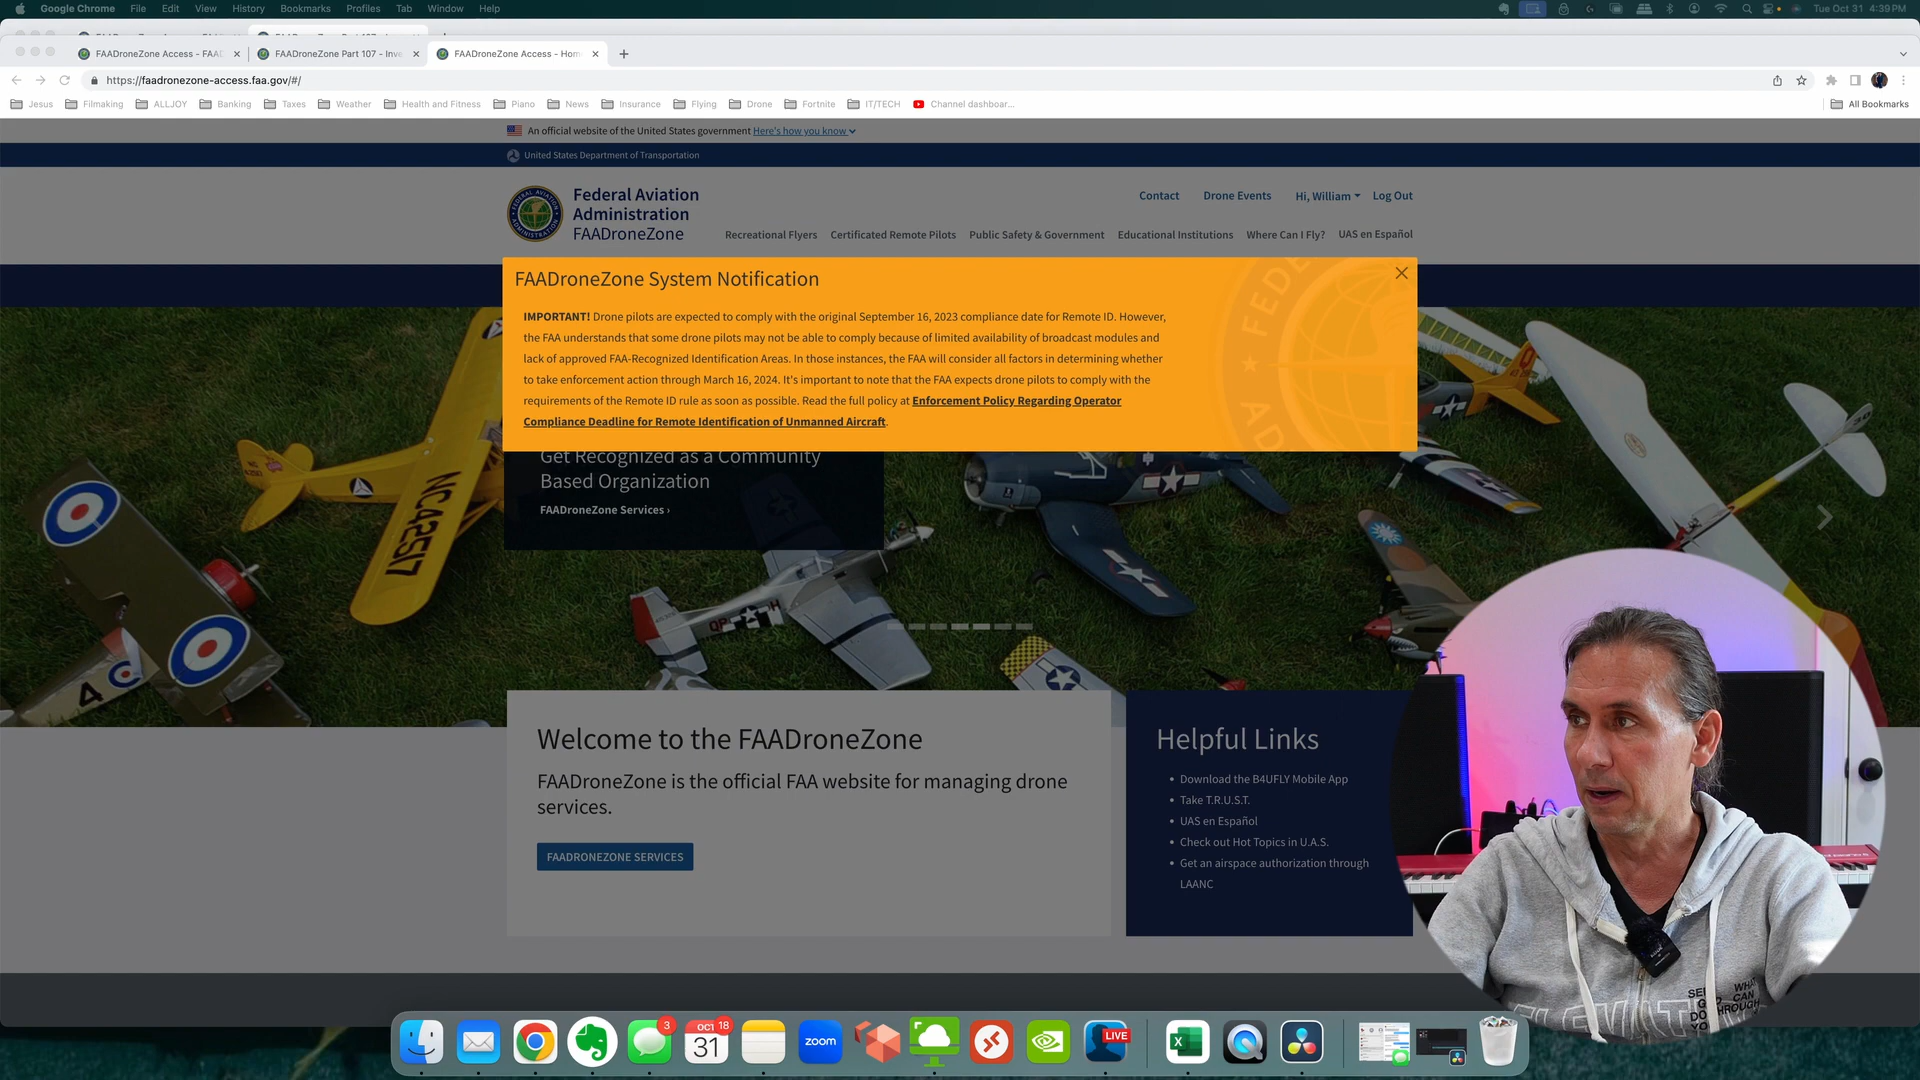 Google Chrome File Edit View History Bookmarks Profiles Tab Window Help
Tue Oct 31 4:39 PM
FAADroneZone Access - FAAD
FAADroneZone Part 107 - Inve
FAADroneZone Access - Hom
https://faadronezone-access.faa.gov/#/
Jesus Filmaking ALLJOY Banking Taxes Weather Health and Fitness Piano News Insurance Flying Drone Fortnite IT/TECH Channel dashboar... All Bookmarks
An official website of the United States government Here's how you know
United States Department of Transportation
Federal Aviation
Administration
FAADroneZone
Contact Drone Events Hi, William Log Out
Recreational Flyers Certificated Remote Pilots Public Safety & Government Educational Institutions Where Can I Fly? UAS en Español
FAADroneZone System Notification
IMPORTANT! Drone pilots are expected to comply with the original September 16, 2023 compliance date for Remote ID. However,
the FAA understands that some drone pilots may not be able to comply because of limited availability of broadcast modules and
lack of approved FAA-Recognized Identification Areas. In those instances, the FAA will consider all factors in determining whether
to take enforcement action through March 16, 2024. It's important to note that the FAA expects drone pilots to comply with the
requirements of the Remote ID rule as soon as possible. Read the full policy at Enforcement Policy Regarding Operator
Compliance Deadline for Remote Identification of Unmanned Aircraft.
Get Recognized as a Community
Based Organization
FAADroneZone Services ›
NC42517
4
Welcome to the FAADroneZone
FAADroneZone is the official FAA website for managing drone
services.
FAADRONEZONE SERVICES
Helpful Links
Download the B4UFLY Mobile App
Take T.R.U.S.T.
UAS en Español
Check out Hot Topics in U.A.S.
Get an airspace authorization through
LAANC
3
OCT 18
31
zoom
LIVE
X